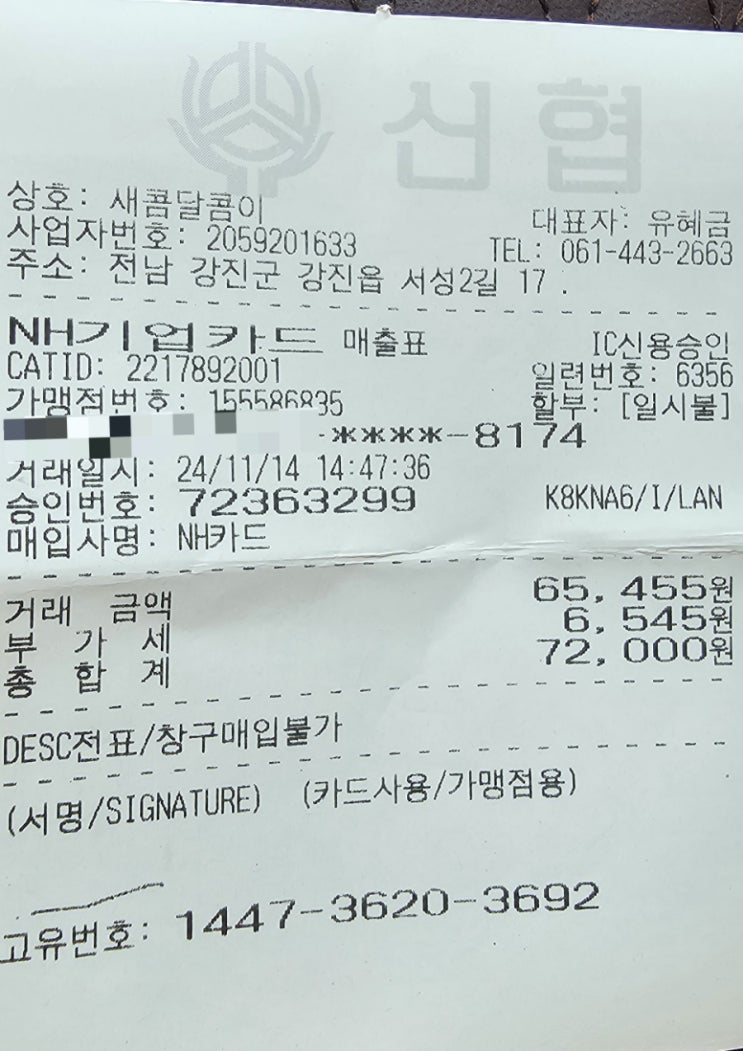 신협
상호: 새콤달콤이
사업자번호: 2059201633 대표자: 유혜금
주소: 전남 강진군 강진읍 서성2길 17 . TEL: 061-443-2663
NH기업카드 매출표 IC신용승인
CATID: 2217892001 일련번호: 6356
가맹점번호: 155586835 할부: [일시불]
-****-8174
거래일시: 24/11/14 14:47:36
승인번호: 72363299 K8KNA6/I/LAN
매입사명: NH카드
거래 금액 65,455원
부 가 세 6,545원
총 합 계 72,000원
DESC전표/창구매입불가
(서명/SIGNATURE) (카드사용/가맹점용)
고유번호: 1447-3620-3692